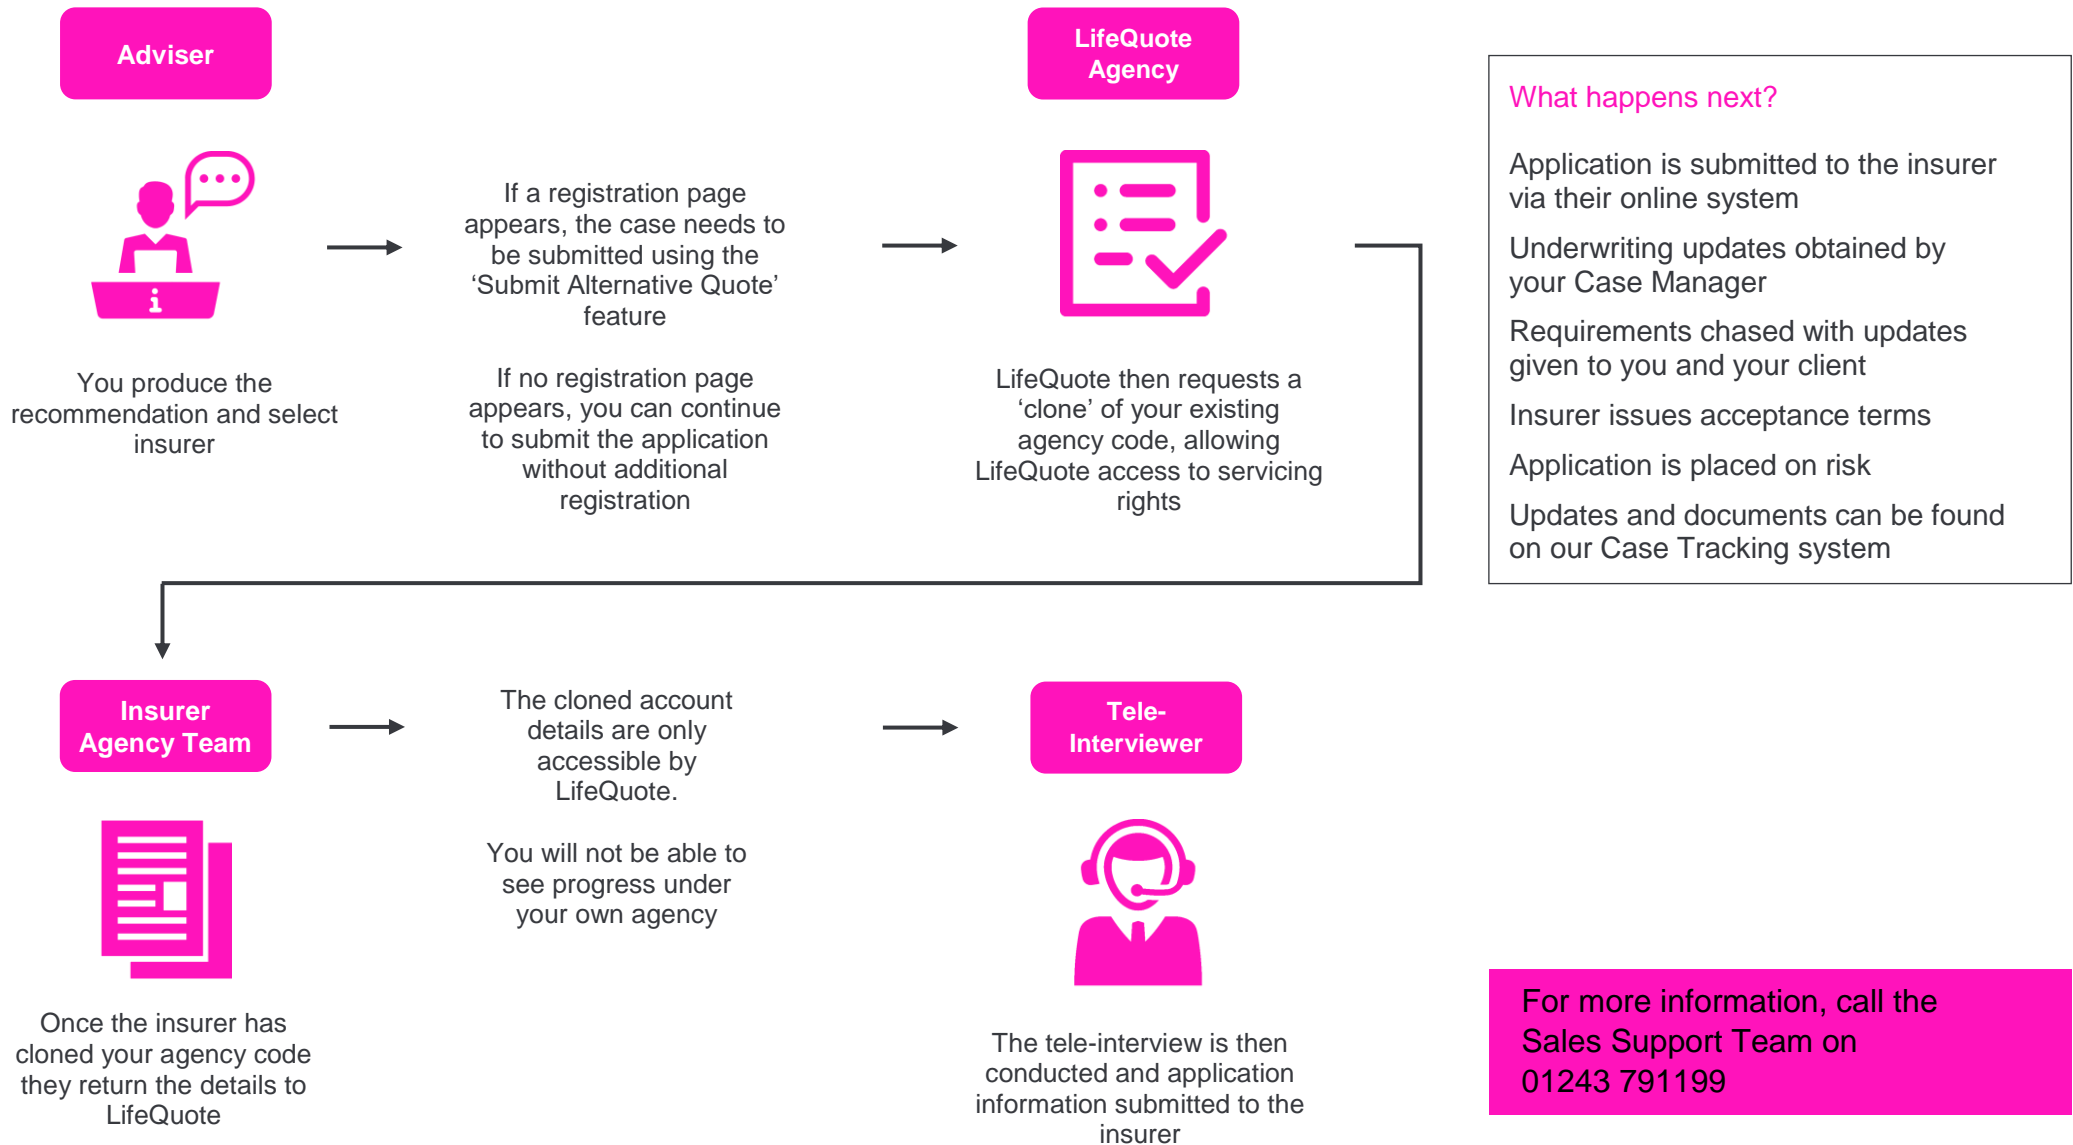 Adviser
You produce the
recommendation and select
insurer
If a registration page
appears, the case needs to
be submitted using the
‘Submit Alternative Quote’
feature
If no registration page
appears, you can continue
to submit the application
without additional
registration
LifeQuote
Agency
LifeQuote then requests a
‘clone’ of your existing
agency code, allowing
LifeQuote access to servicing
rights
What happens next?
Application is submitted to the insurer
via their online system
Underwriting updates obtained by
your Case Manager
Requirements chased with updates
given to you and your client
Insurer issues acceptance terms
Application is placed on risk
Updates and documents can be found
on our Case Tracking system
Insurer
Agency Team
Once the insurer has
cloned your agency code
they return the details to
LifeQuote
The cloned account
details are only
accessible by
LifeQuote.
You will not be able to
see progress under
your own agency
Tele-
Interviewer
The tele-interview is then
conducted and application
information submitted to the
insurer
For more information, call the
Sales Support Team on
01243 791199